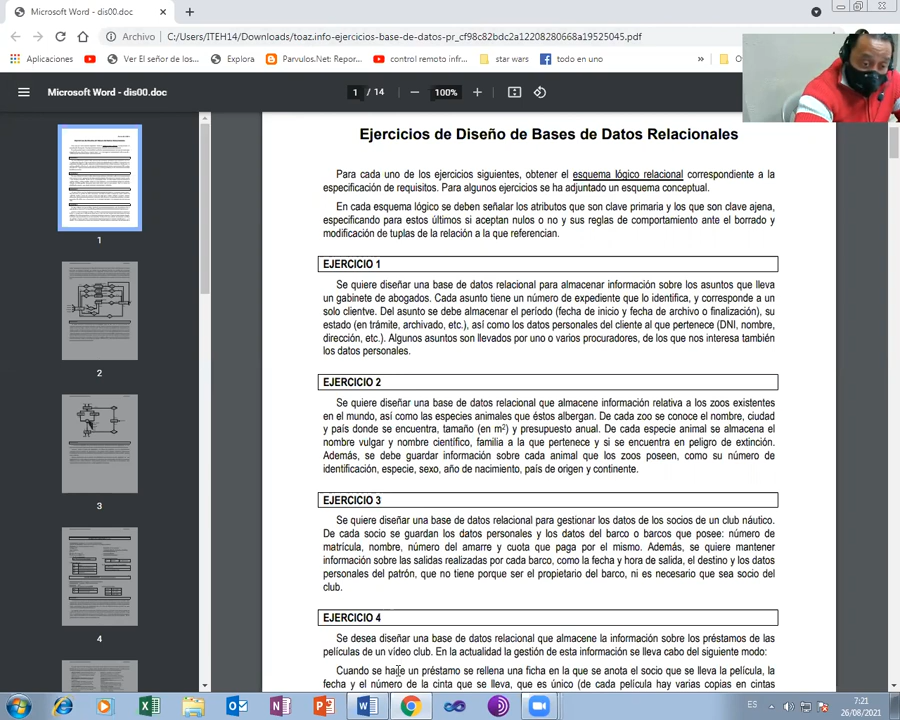 Microsoft Word - dis00.doc
Archivo
C:/Users/ITEH14/Downloads/toaz.info-ejercicios-base-de-datos-pr_cf98c82bdc2a12208280668a19525045.pdf
Aplicaciones
Ver El señor de los...
Explora
Parvulos.Net: Repor...
control remoto infr...
star wars
todo en uno
»
Microsoft Word - dis00.doc
1 / 14
100%
Ejercicios de Diseño de Bases de Datos Relacionales
Para cada uno de los ejercicios siguientes, obtener el esquema lógico relacional correspondiente a la
especificación de requisitos. Para algunos ejercicios se ha adjuntado un esquema conceptual.
En cada esquema lógico se deben señalar los atributos que son clave primaria y los que son clave ajena,
especificando para estos últimos si aceptan nulos o no y sus reglas de comportamiento ante el borrado y
modificación de tuplas de la relación a la que referencian.
EJERCICIO 1
Se quiere diseñar una base de datos relacional para almacenar información sobre los asuntos que lleva
un gabinete de abogados. Cada asunto tiene un número de expediente que lo identifica, y corresponde a un
solo clientve. Del asunto se debe almacenar el período (fecha de inicio y fecha de archivo o finalización), su
estado (en trámite, archivado, etc.), así como los datos personales del cliente al que pertenece (DNI, nombre,
dirección, etc.). Algunos asuntos son llevados por uno o varios procuradores, de los que nos interesa también
los datos personales.
EJERCICIO 2
Se quiere diseñar una base de datos relacional que almacene información relativa a los zoos existentes
en el mundo, así como las especies animales que éstos albergan. De cada zoo se conoce el nombre, ciudad
y país donde se encuentra, tamaño (en m²) y presupuesto anual. De cada especie animal se almacena el
nombre vulgar y nombre científico, familia a la que pertenece y si se encuentra en peligro de extinción.
Además, se debe guardar información sobre cada animal que los zoos poseen, como su número de
identificación, especie, sexo, año de nacimiento, país de origen y continente.
EJERCICIO 3
Se quiere diseñar una base de datos relacional para gestionar los datos de los socios de un club náutico.
De cada socio se guardan los datos personales y los datos del barco o barcos que posee: número de
matrícula, nombre, número del amarre y cuota que paga por el mismo. Además, se quiere mantener
información sobre las salidas realizadas por cada barco, como la fecha y hora de salida, el destino y los datos
personales del patrón, que no tiene porque ser el propietario del barco, ni es necesario que sea socio del
club.
EJERCICIO 4
Se desea diseñar una base de datos relacional que almacene la información sobre los préstamos de las
películas de un vídeo club. En la actualidad la gestión de esta información se lleva cabo del siguiente modo:
Cuando se hace un préstamo se rellena una ficha en la que se anota el socio que se lleva la película, la
fecha y el número de la cinta que se lleva, que es único (de cada película hay varias copias en cintas
1
2
3
4
ES
7:21
26/08/2021